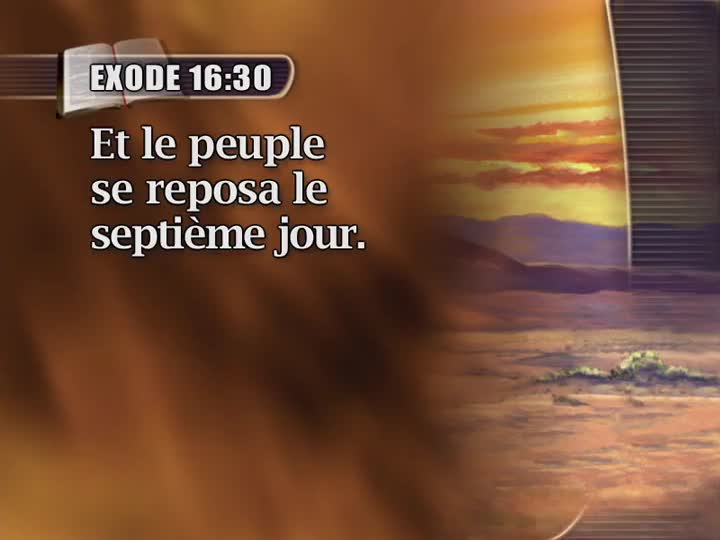 EXODE 16:30
Et le peuple
se reposa le
septième jour.